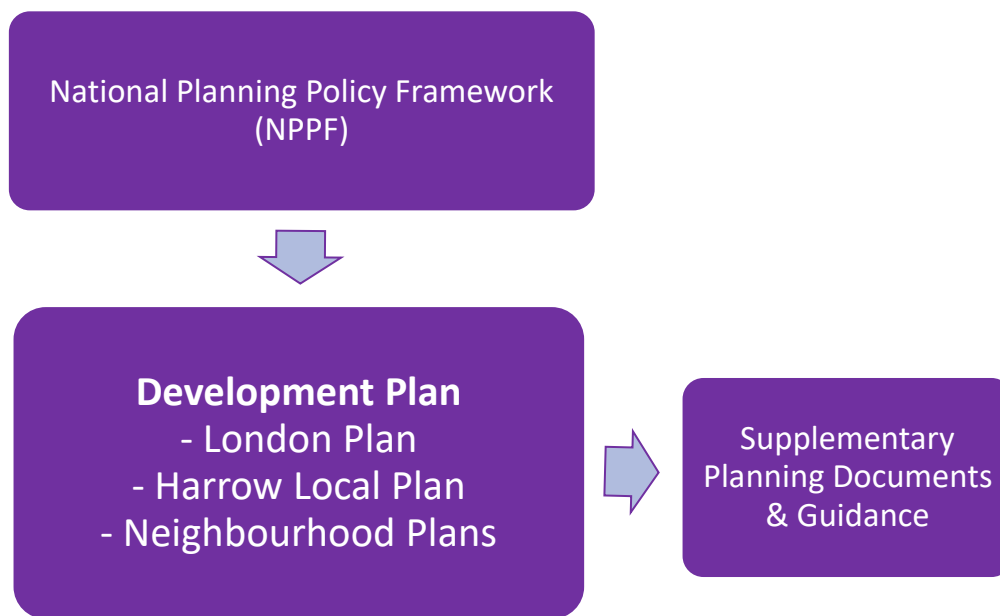 National Planning Policy Framework
(NPPF)
Development Plan
- London Plan
- Harrow Local Plan
- Neighbourhood Plans
Supplementary
Planning Documents
& Guidance